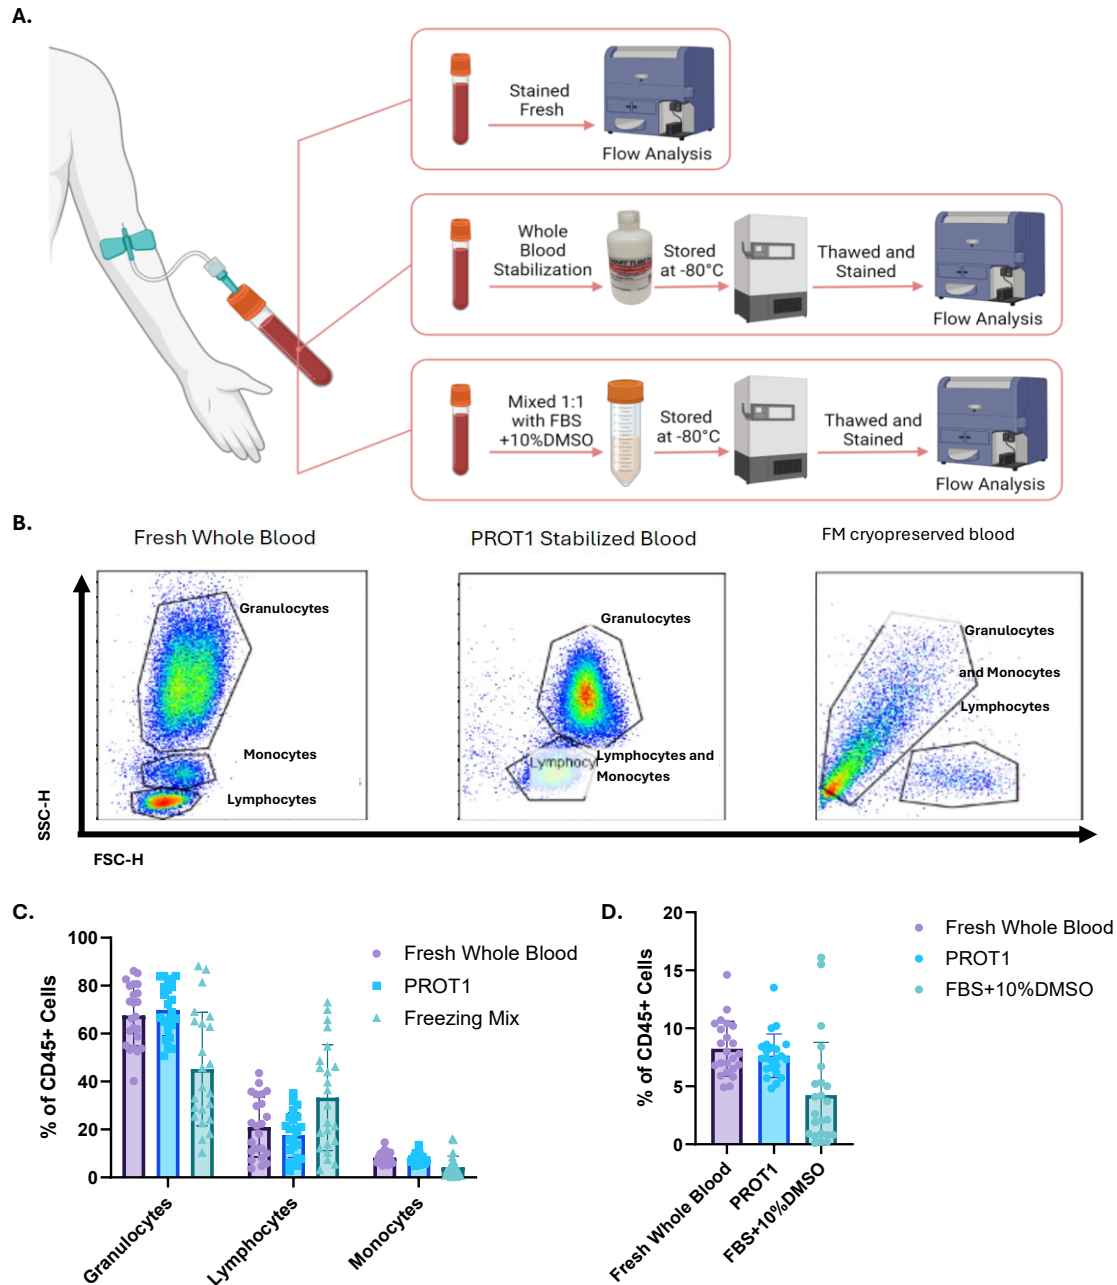 A.
Stained
Fresh
Flow Analysis
Whole
Blood
Stabilization
Stored
at -80°C
Thawed and
Stained
Flow Analysis
Mixed 1:1
with FBS
+10%DMSO
Stored
at -80°C
Thawed and
Stained
Flow Analysis
B.
Fresh Whole Blood
PROT1 Stabilized Blood
FM cryopreserved blood
Granulocytes
Monocytes
Lymphocytes
Granulocytes
Lymphocyt
Lymphocytes and
Monocytes
Granulocytes
and Monocytes
Lymphocytes
SSC-H
FSC-H
C.
% of CD45+ Cells
100
80
60
40
20
0
Granulocytes
Lymphocytes
Monocytes
Fresh Whole Blood
PROT1
Freezing Mix
D.
% of CD45+ Cells
20
15
10
5
0
Fresh Whole Blood
PROT1
FBS+10%DMSO
Fresh Whole Blood
PROT1
FBS+10%DMSO